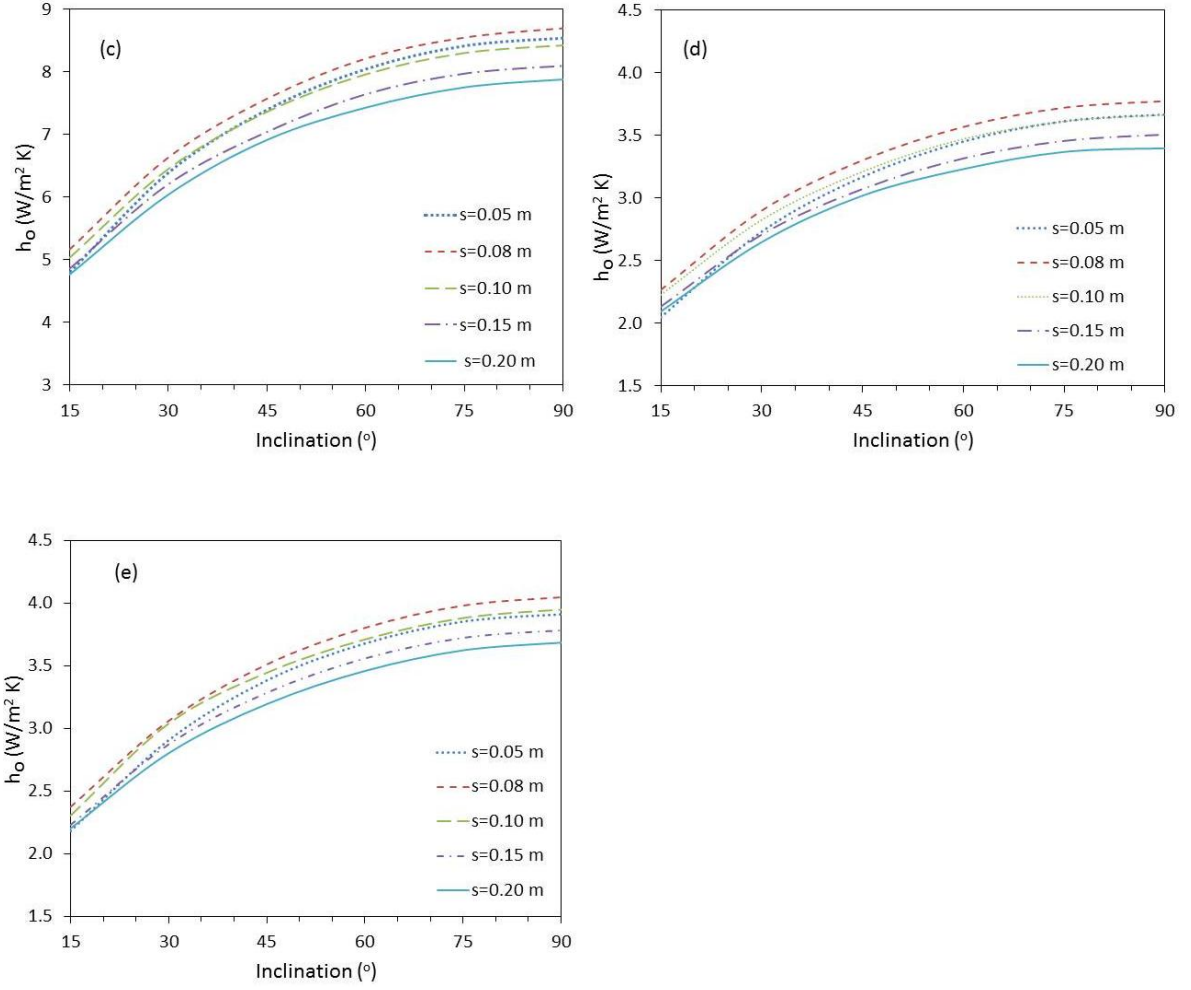 (c)
9
8
7
6
5
4
3
hₒ (W/m² K)
s=0.05 m
s=0.08 m
s=0.10 m
s=0.15 m
s=0.20 m
15 30 45 60 75 90
Inclination (º)
(d)
4.5
4.0
3.5
3.0
2.5
2.0
1.5
hₒ (W/m² K)
s=0.05 m
s=0.08 m
s=0.10 m
s=0.15 m
s=0.20 m
15 30 45 60 75 90
Inclination (º)
(e)
4.5
4.0
3.5
3.0
2.5
2.0
1.5
hₒ (W/m² K)
s=0.05 m
s=0.08 m
s=0.10 m
s=0.15 m
s=0.20 m
15 30 45 60 75 90
Inclination (º)